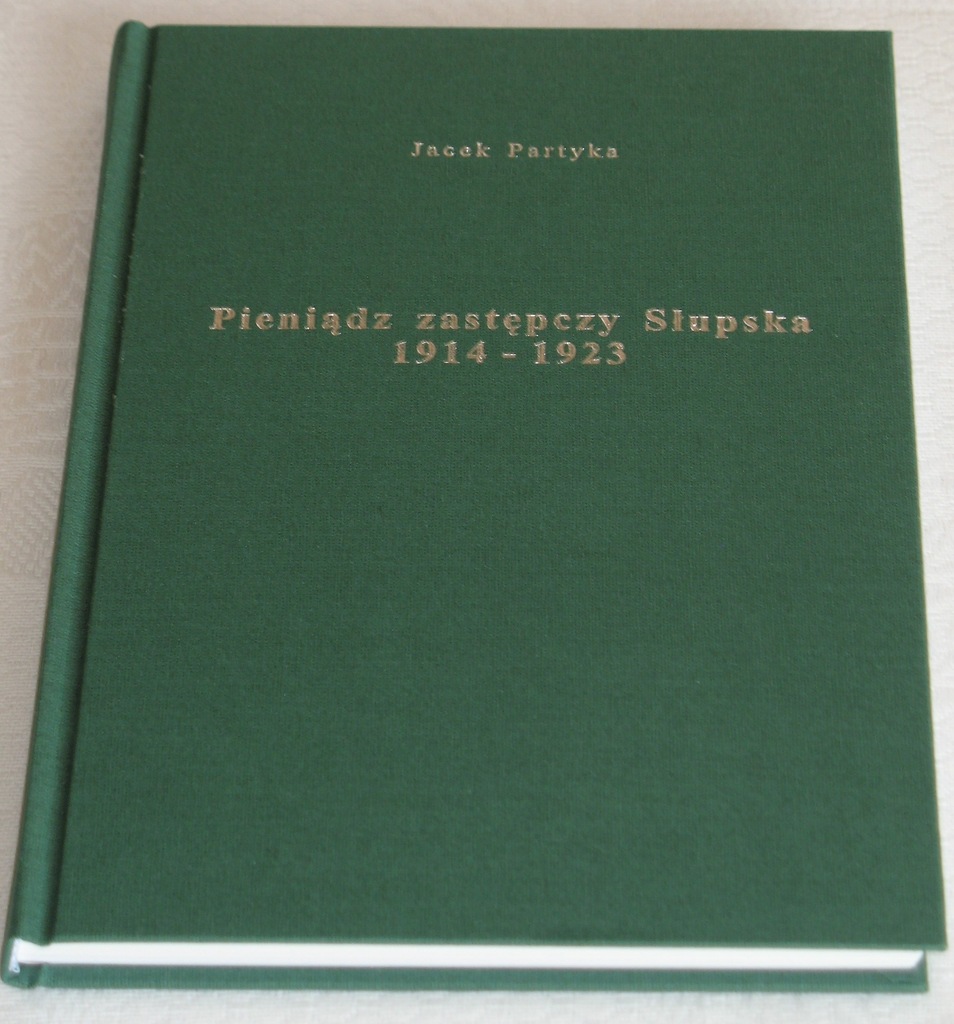 Jacek Partyka
Pieniądz zastępczy Słupska
1914 - 1923